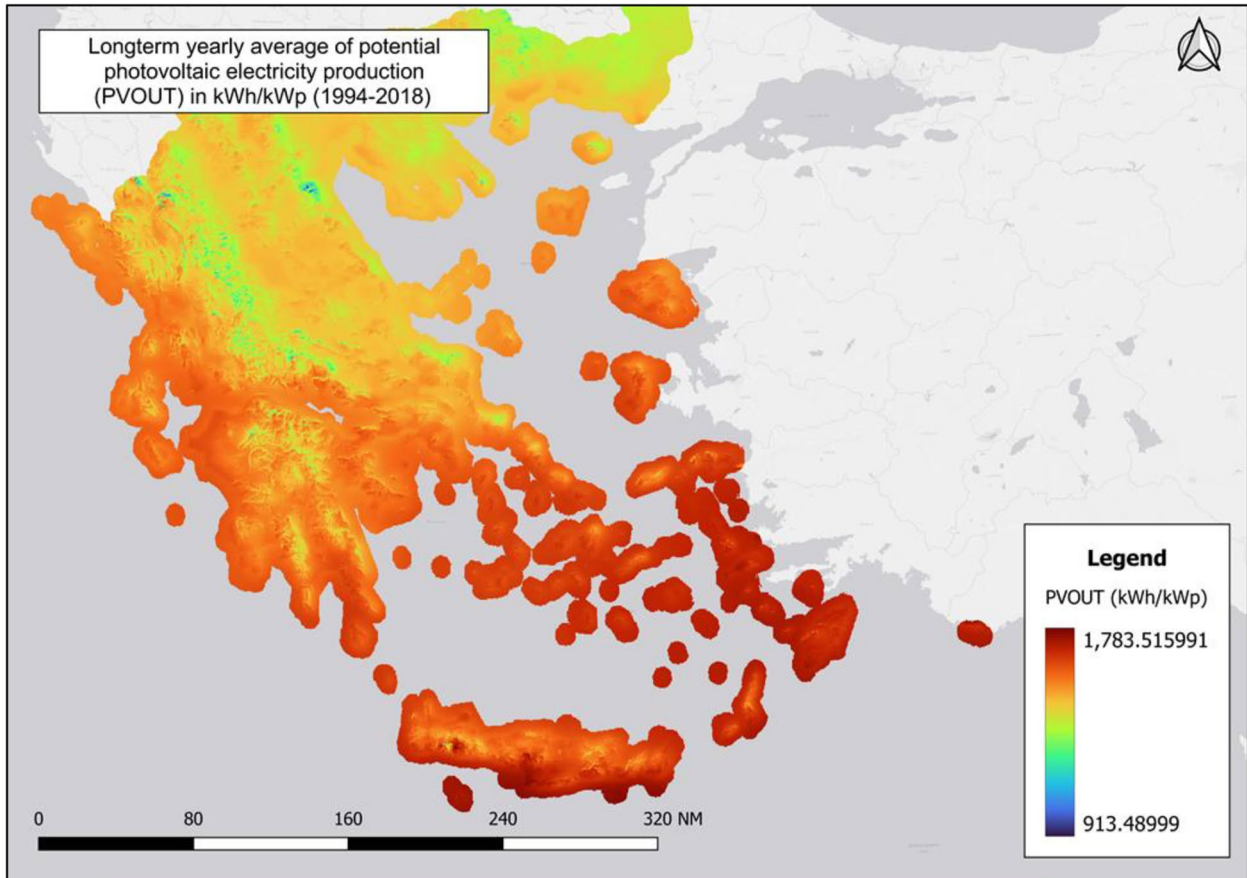 Longterm yearly average of potential
photovoltaic electricity production
(PVOUT) in kWh/kWp (1994-2018)
Legend
PVOUT (kWh/kWp)
1,783.515991
913.48999
0 80 160 240 320 NM